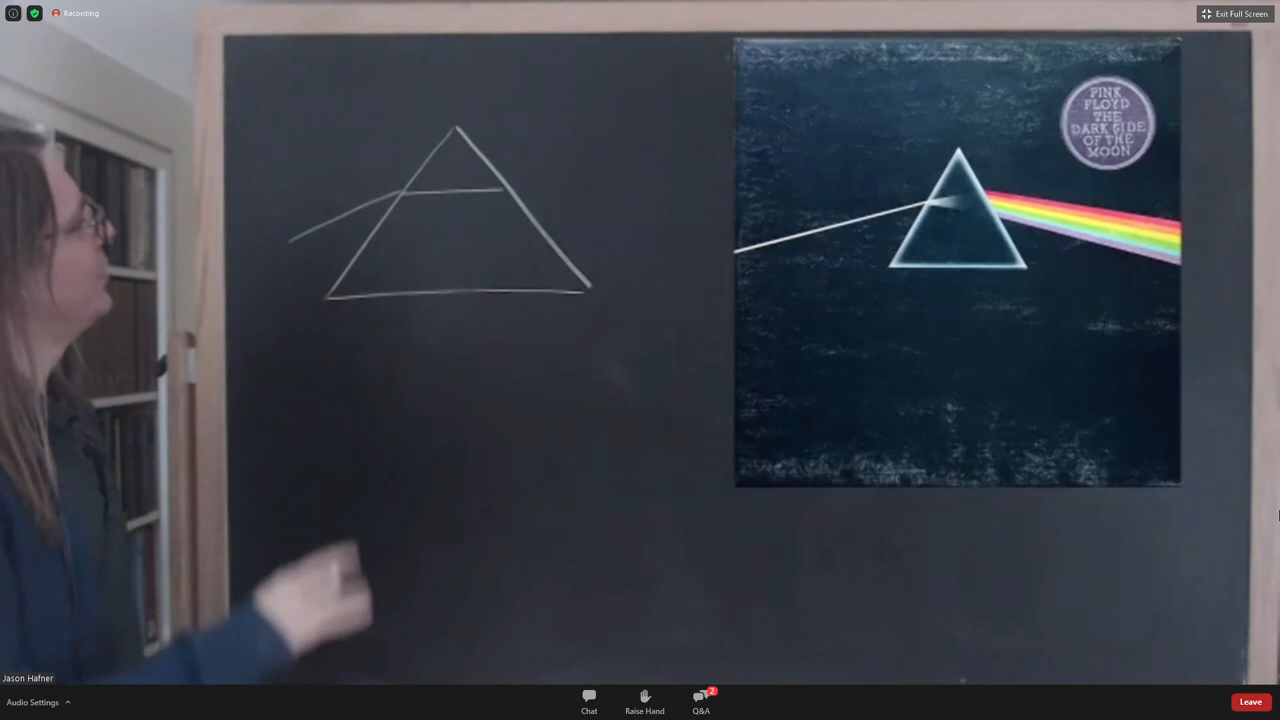 Recording
Exit Full Screen
PINK
FLOYD
THE
DARK SIDE
OF THE
MOON
Jason Hafner
Audio Settings
Chat
Raise Hand
2
Q&A
Leave